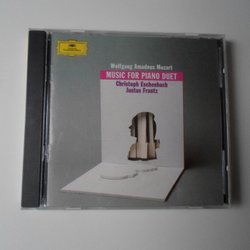 Wolfgang Amadeus Mozart
MUSIC FOR PIANO DUET
Christoph Eschenbach
Justus Frantz